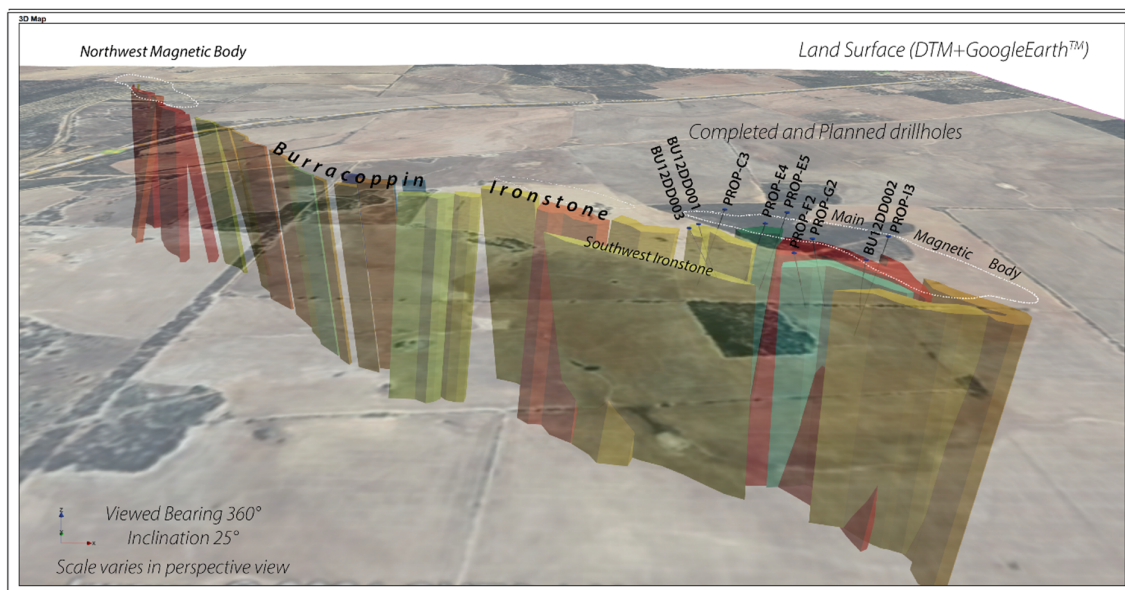 3D Map
Northwest Magnetic Body
Land Surface (DTM+GoogleEarth™)
Completed and Planned drillholes
Burracoppin Ironstone
BU12DD003
BU12DD001
PROP-C3
PROP-E4
PROP-E5
PROP-F2
PROP-G2
BU12DD002
PROP-I3
Main Magnetic Body
Southwest Ironstone
Viewed Bearing 360°
Inclination 25°
Scale varies in perspective view
Z
X